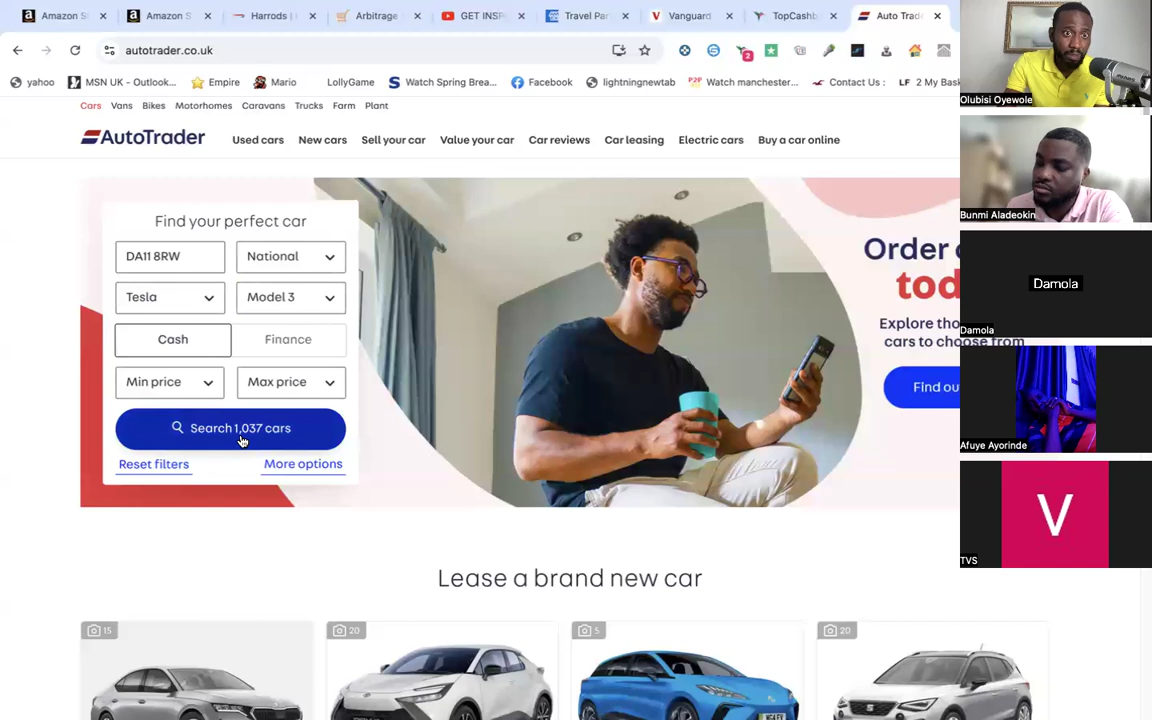 Amazon S
Amazon S
Harrods |
Arbitrage
GET INSP
Travel Par
Vanguard
TopCashb
Auto Trad
autotrader.co.uk
2
yahoo
MSN UK - Outlook...
Empire
Mario
LollyGame
Watch Spring Brea...
Facebook
lightningnewtab
P2P Watch manchester...
Contact Us :
LF 2 My Bask
Cars Vans Bikes Motorhomes Caravans Trucks Farm Plant
AutoTrader
Used cars New cars Sell your car Value your car Car reviews Car leasing Electric cars Buy a car online
Find your perfect car
DA11 8RW National
Tesla Model 3
Cash Finance
Min price Max price
Search 1,037 cars
Reset filters More options
Order
tod
Explore tho
cars to choose from
Find ou
Lease a brand new car
15
20
5
20
Olubisi Oyewole
Bunmi Aladeokin
Damola
Damola
Afuye Ayorinde
V
TVS